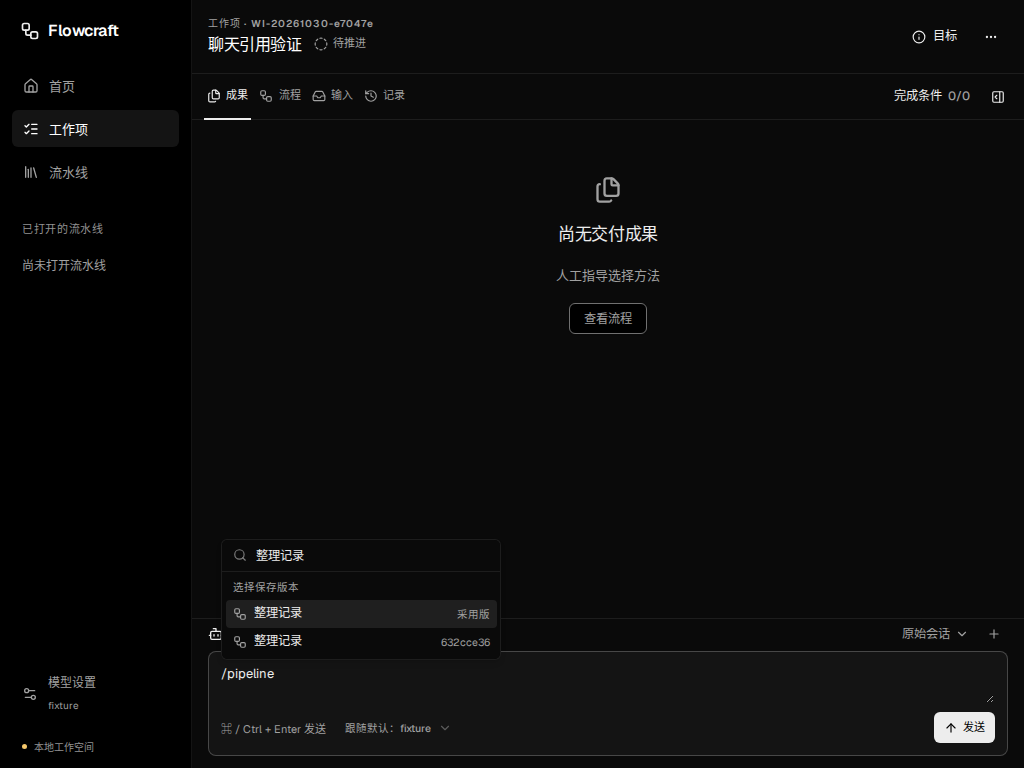 Flowcraft
首页
工作项
流水线
已打开的流水线
尚未打开流水线
模型设置
fixture
本地工作空间
工作项 · WI-20261030-e7047e
聊天引用验证
待推进
目标
成果
流程
输入
记录
完成条件 0/0
尚无交付成果
人工指导选择方法
查看流程
整理记录
选择保存版本
整理记录 采用版
整理记录 632cce36
原始会话
/pipeline
⌘ / Ctrl + Enter 发送
跟随默认：fixture
发送